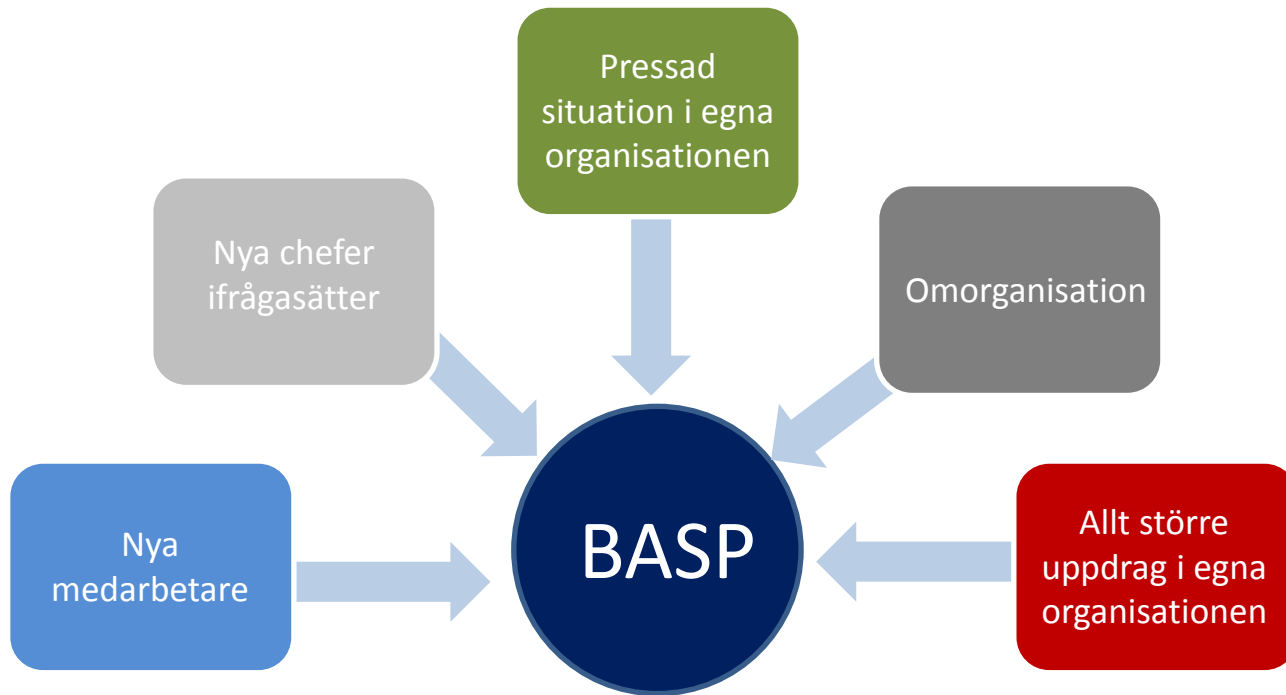 Pressad
situation i egna
organisationen
Nya chefer
ifrågasätter
Omorganisation
Nya
medarbetare
BASP
Allt större
uppdrag i egna
organisationen